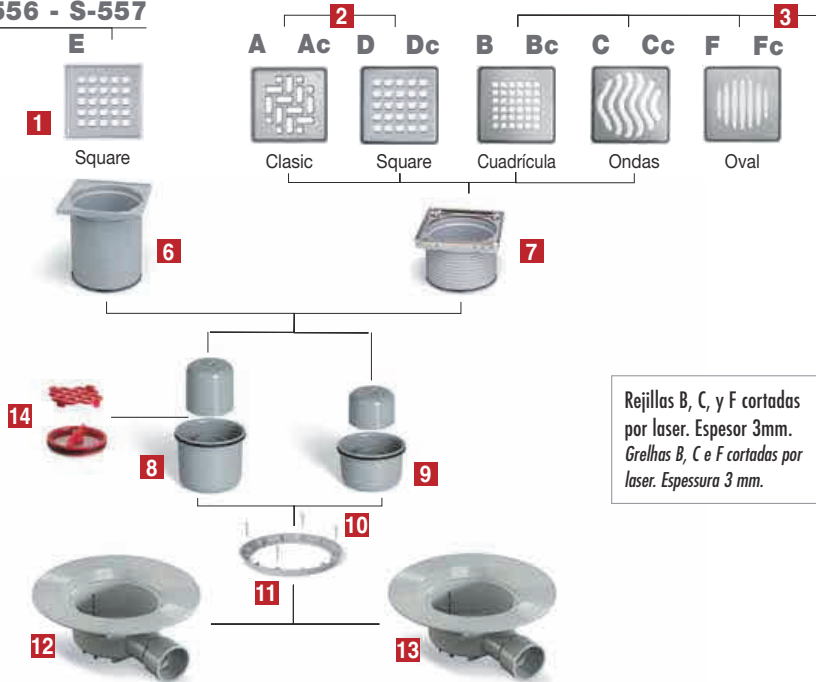 556 - S-557
2
3
E A Ac D Dc B Bc C Cc F Fc
1
Square Clasic Square Cuadrícula Ondas Oval
6
7
14
8
9
Rejillas B, C, y F cortadas
por laser. Espesor 3mm.
Grelhas B, C e F cortadas por
laser. Espessura 3 mm.
10
11
12
13